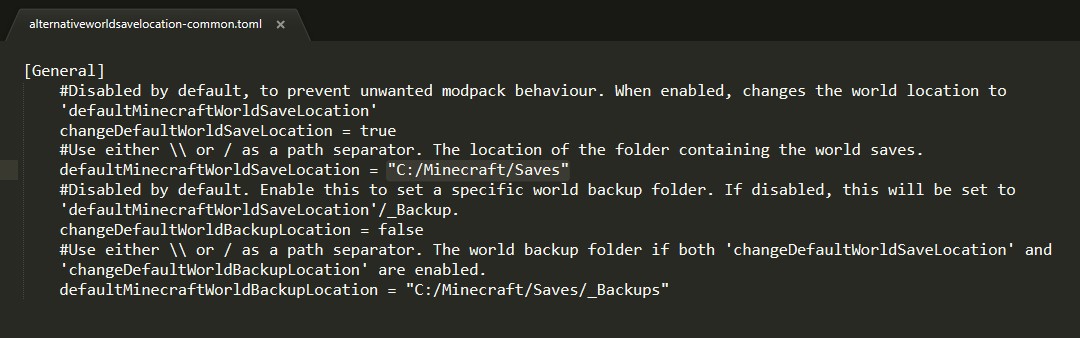 alternativeworldsavelocation-common.toml ×
[General]
#Disabled by default, to prevent unwanted modpack behaviour. When enabled, changes the world location to
'defaultMinecraftWorldSaveLocation'
changeDefaultWorldSaveLocation = true
#Use either \\ or / as a path separator. The location of the folder containing the world saves.
defaultMinecraftWorldSaveLocation = "C:/Minecraft/Saves"
#Disabled by default. Enable this to set a specific world backup folder. If disabled, this will be set to
'defaultMinecraftWorldSaveLocation'/_Backup.
changeDefaultWorldBackupLocation = false
#Use either \\ or / as a path separator. The world backup folder if both 'changeDefaultWorldSaveLocation' and
'changeDefaultWorldBackupLocation' are enabled.
defaultMinecraftWorldBackupLocation = "C:/Minecraft/Saves/_Backups"